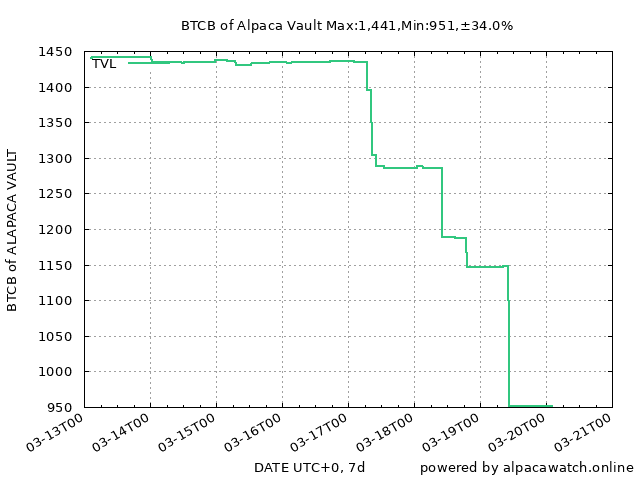 BTCB of Alpaca Vault Max:1,441,Min:951,±34.0%
1450
TVL
1400
1350
1300
1250
1200
1150
1100
1050
1000
950
BTCB of ALAPACA VAULT
03-13T00
03-14T00
03-15T00
03-16T00
03-17T00
03-18T00
03-19T00
03-20T00
03-21T00
DATE UTC+0, 7d
powered by alpacawatch.online